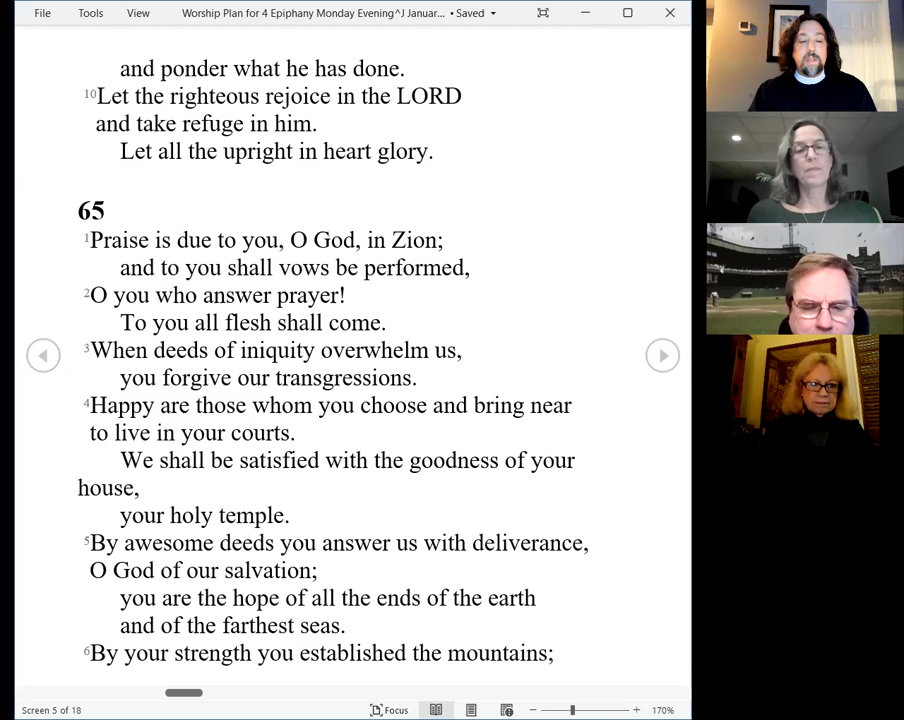 File Tools Worship Plan for 4 Epiphany Monday Evening^J Januar... • Saved
and ponder what he has done.
10Let the righteous rejoice in the LORD
and take refuge in him.
Let all the upright in heart glory.
65
1Praise is due to you, O God, in Zion;
and to you shall vows be performed,
2O you who answer prayer!
To you all flesh shall come.
3When deeds of iniquity overwhelm us,
you forgive our transgressions.
4Happy are those whom you choose and bring near
to live in your courts.
We shall be satisfied with the goodness of your
house,
your holy temple.
5By awesome deeds you answer us with deliverance,
O God of our salvation;
you are the hope of all the ends of the earth
and of the farthest seas.
6By your strength you established the mountains;
Screen 5 of 18 Focus 170%